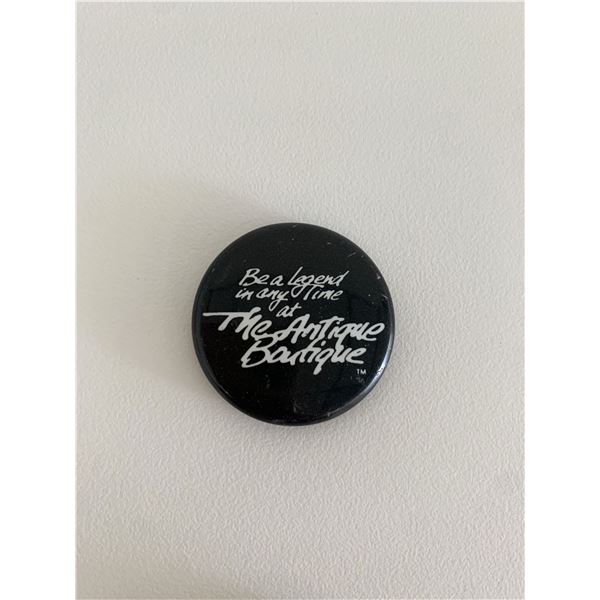 Be a Legend
in any Time
at
The Antique
Boutique
TM